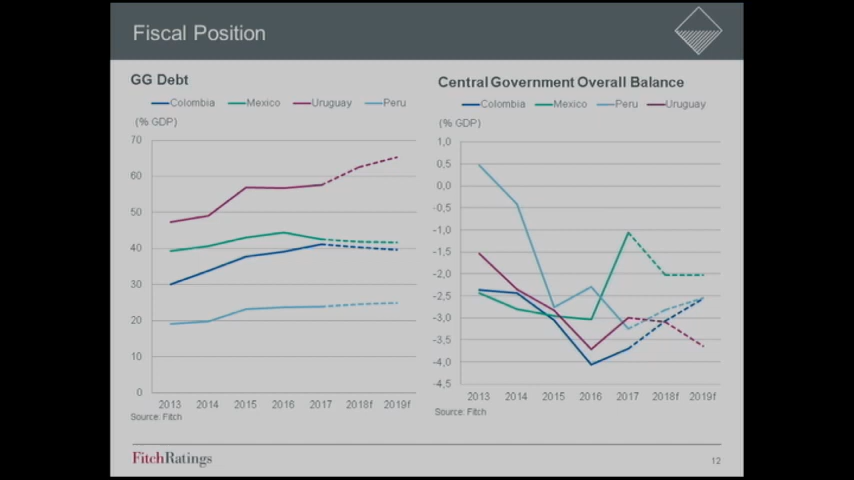 Fiscal Position
GG Debt
Colombia Mexico Uruguay Peru
(% GDP)
70
60
50
40
30
20
10
0
2013 2014 2015 2016 2017 2018f 2019f
Source: Fitch
Central Government Overall Balance
Colombia Mexico Peru Uruguay
(% GDP)
1,0
0,5
0,0
-0,5
-1,0
-1,5
-2,0
-2,5
-3,0
-3,5
-4,0
-4,5
2013 2014 2015 2016 2017 2018f 2019f
Source: Fitch
FitchRatings
12